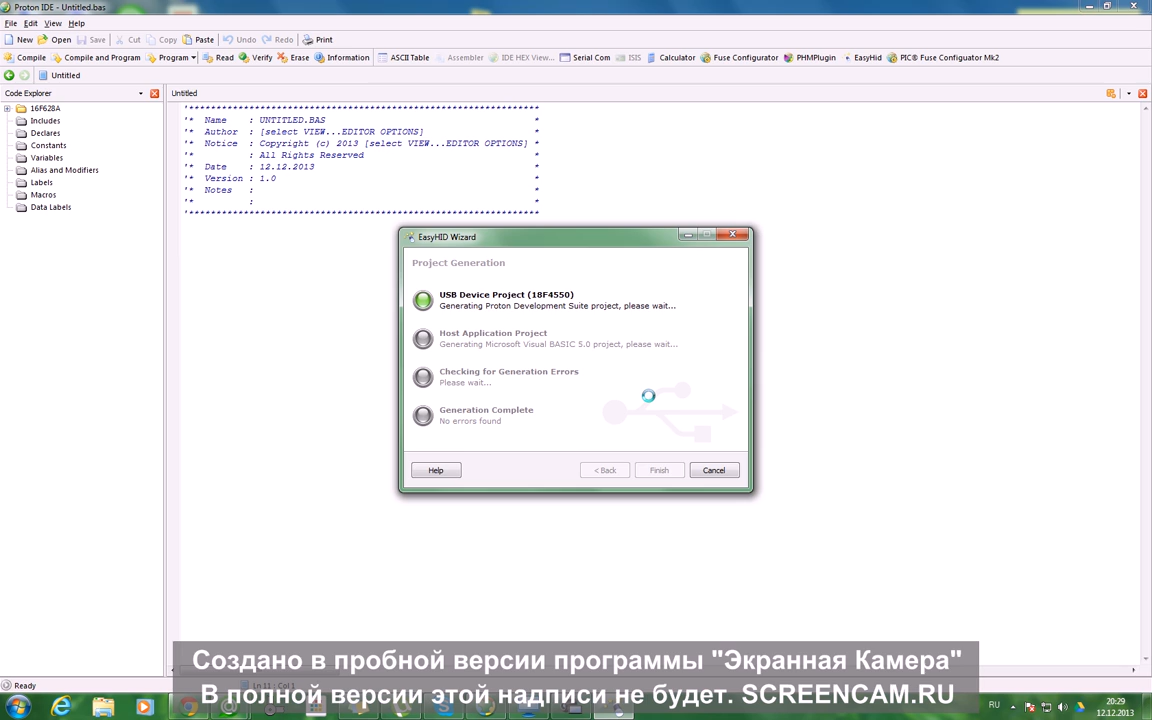 Proton IDE - Untitled.bas
File Edit View Help
New Open Save Cut Copy Paste Undo Redo Print
Compile Compile and Program Program Read Verify Erase Information ASCII Table Assembler IDE HEX View... Serial Com ISIS Calculator Fuse Configurator PHMPlugin EasyHid PIC® Fuse Configuator Mk2
Untitled
Code Explorer
Untitled
16F628A
Includes
Declares
Constants
Variables
Alias and Modifiers
Labels
Macros
Data Labels
'****************************************************************
'*  Name    : UNTITLED.BAS                                      *
'*  Author  : [select VIEW...EDITOR OPTIONS]                    *
'*  Notice  : Copyright (c) 2013 [select VIEW...EDITOR OPTIONS] *
'*          : All Rights Reserved                               *
'*  Date    : 12.12.2013                                        *
'*  Version : 1.0                                               *
'*  Notes   :                                                   *
'*          :                                                   *
'****************************************************************
EasyHID Wizard
Project Generation
USB Device Project (18F4550)
Generating Proton Development Suite project, please wait...
Host Application Project
Generating Microsoft Visual BASIC 5.0 project, please wait...
Checking for Generation Errors
Please wait...
Generation Complete
No errors found
Help < Back Finish Cancel
Создано в пробной версии программы "Экранная Камера"
В полной версии этой надписи не будет. SCREENCAM.RU
Ready
RU
20:29
12.12.2013